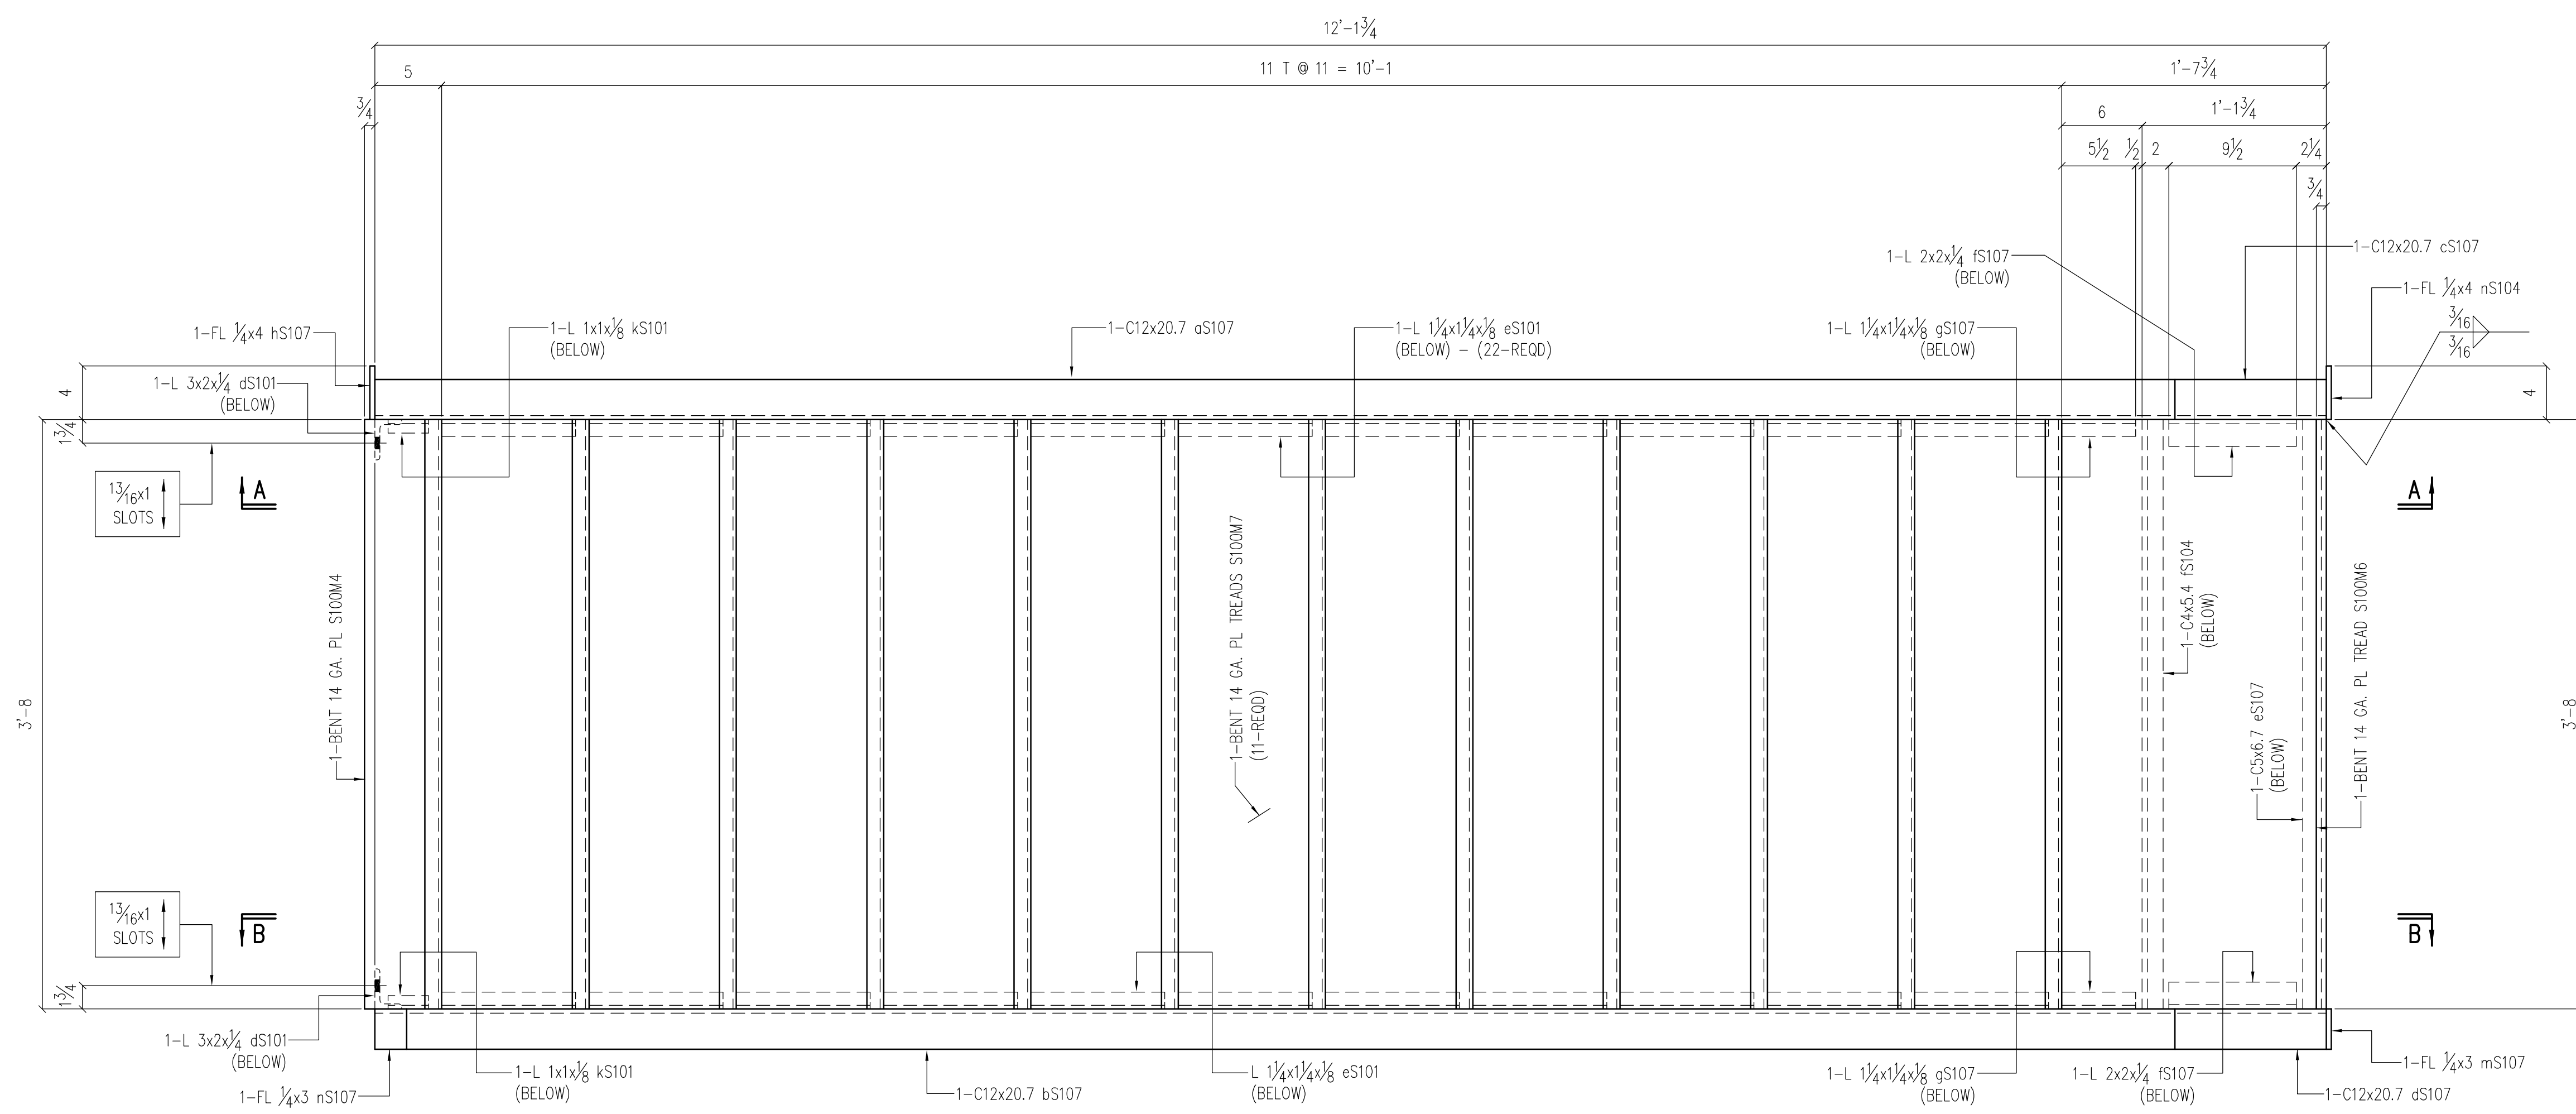 12'-1¾
5
11 T @ 11 = 10'-1
1'-7¾
¾
6
1'-1¾
5½
½
2
9½
2¼
¾
1-L 2x2x¼ fS107
(BELOW)
1-C12x20.7 cS107
1-FL ¼x4 nS104
3/16
3/16
1-FL ¼x4 hS107
1-L 1x1x⅛ kS101
(BELOW)
1-C12x20.7 aS107
1-L 1¼x1¼x⅛ eS101
(BELOW) - (22-REQD)
1-L 1¼x1¼x⅛ gS107
(BELOW)
1-L 3x2x¼ dS101
(BELOW)
4
1¾
4
13/16x1
SLOTS
A
A
1-BENT 14 GA. PL S100M4
1-BENT 14 GA. PL TREADS S100M7
(11-REQD)
1-C4x5.4 fS104
(BELOW)
1-C5x6.7 eS107
(BELOW)
1-BENT 14 GA. PL TREAD S100M6
3'-8
3'-8
13/16x1
SLOTS
B
B
1¾
1-L 3x2x¼ dS101
(BELOW)
1-FL ¼x3 nS107
1-L 1x1x⅛ kS101
(BELOW)
1-C12x20.7 bS107
L 1¼x1¼x⅛ eS101
(BELOW)
1-L 1¼x1¼x⅛ gS107
(BELOW)
1-L 2x2x¼ fS107
(BELOW)
1-FL ¼x3 mS107
1-C12x20.7 dS107